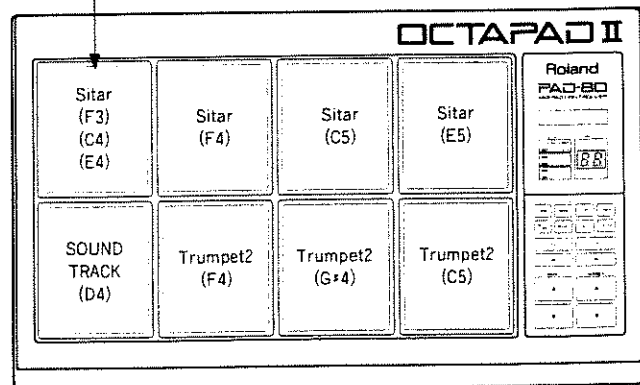 OCTAPAD II
Roland
PAD-80
Sitar
(F3)
(C4)
(E4)
Sitar
(F4)
Sitar
(C5)
Sitar
(E5)
88
SOUND
TRACK
(D4)
Trumpet2
(F4)
Trumpet2
(G#4)
Trumpet2
(C5)